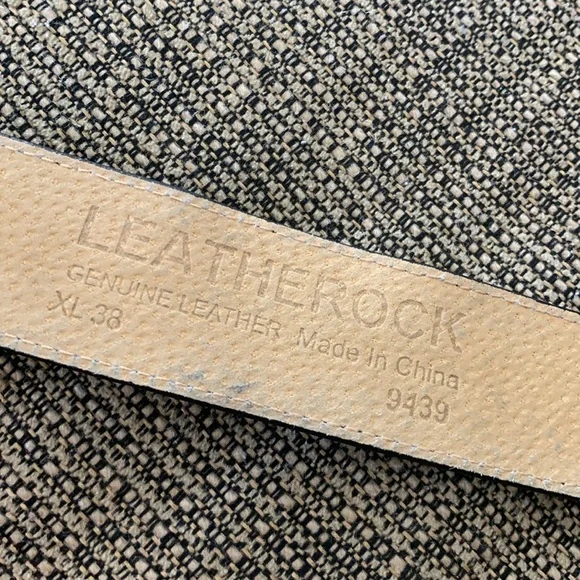 LEATHEROCK
GENUINE LEATHER Made In China
XL 38 9439